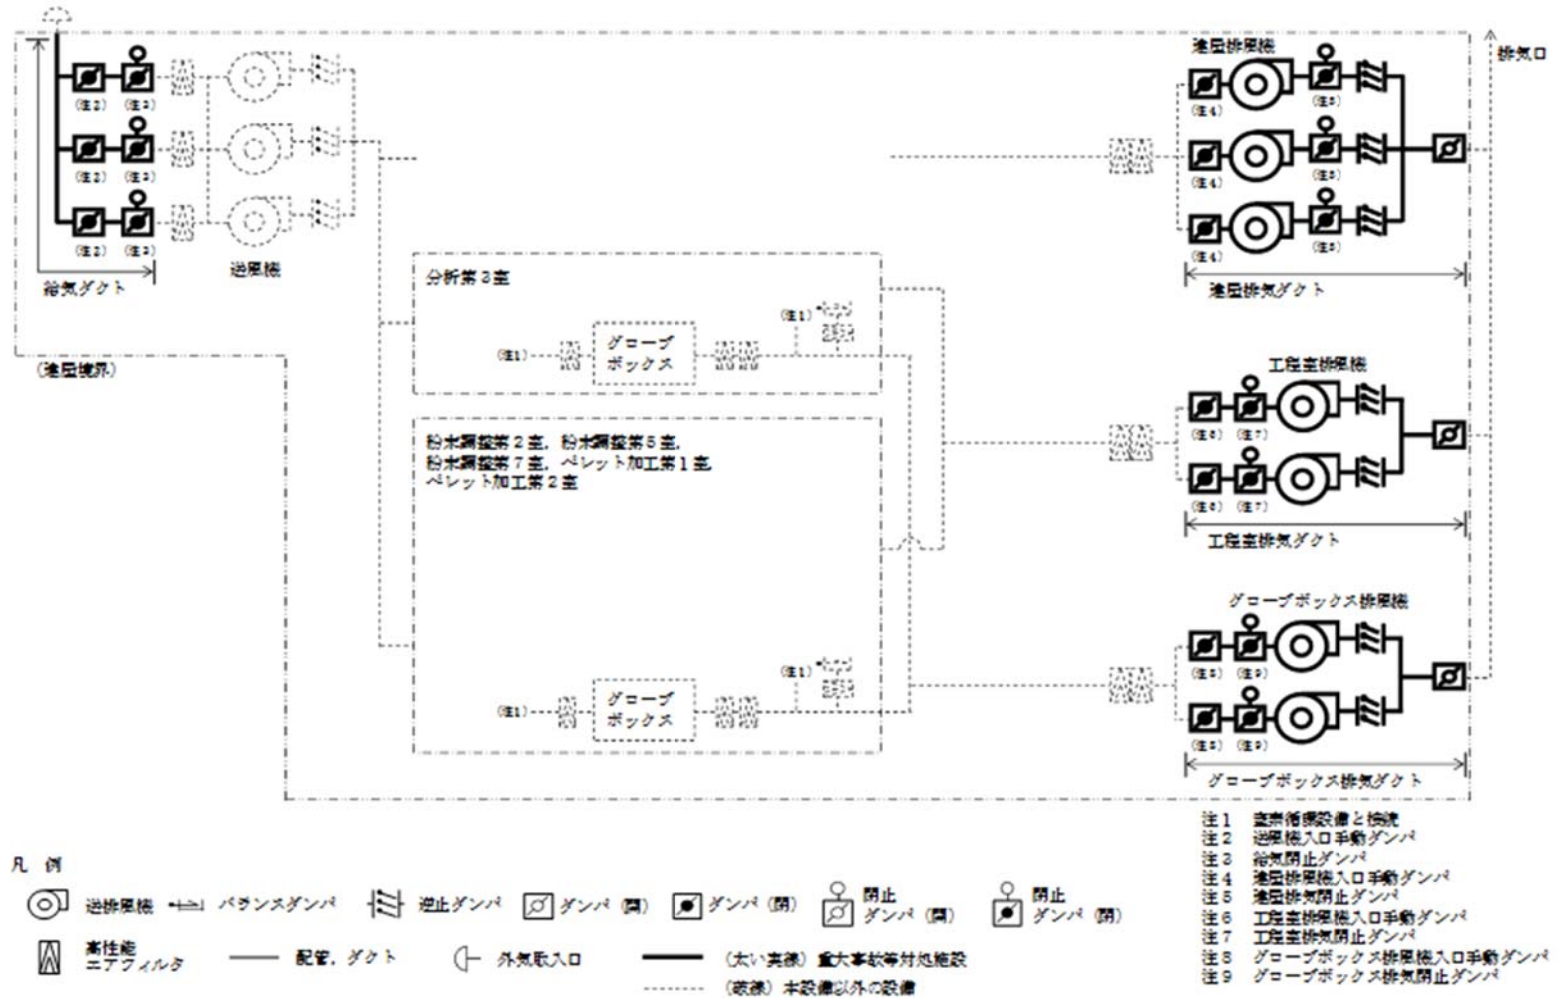 建屋排風機
排気口
(注2) (注3)
(注4)
(注5)
(注2) (注3)
(注4)
(注5)
(注2) (注3)
(注4)
(注5)
送風機
給気ダクト
建屋排気ダクト
分析第3室
(注1)
グローブ
ボックス
(注1)
(建屋境界)
工程室排風機
(注6) (注7)
粉末調整第2室, 粉末調整第5室,
粉末調整第7室, ペレット加工第1室,
ペレット加工第2室
(注6) (注7)
工程室排気ダクト
グローブボックス排風機
(注8) (注9)
(注1)
グローブ
ボックス
(注1)
(注8) (注9)
グローブボックス排気ダクト
注1 窒素循環設備と接続
注2 送風機入口手動ダンパ
注3 給気閉止ダンパ
注4 建屋排風機入口手動ダンパ
注5 建屋排気閉止ダンパ
注6 工程室排風機入口手動ダンパ
注7 工程室排気閉止ダンパ
注8 グローブボックス排風機入口手動ダンパ
注9 グローブボックス排気閉止ダンパ
凡 例
送排風機
バランスダンパ
逆止ダンパ
ダンパ (開)
ダンパ (閉)
閉止
ダンパ (開)
閉止
ダンパ (閉)
高性能
エアフィルタ
配管, ダクト
外気取入口
(太い実線) 重大事故等対処施設
(破線) 本設備以外の設備